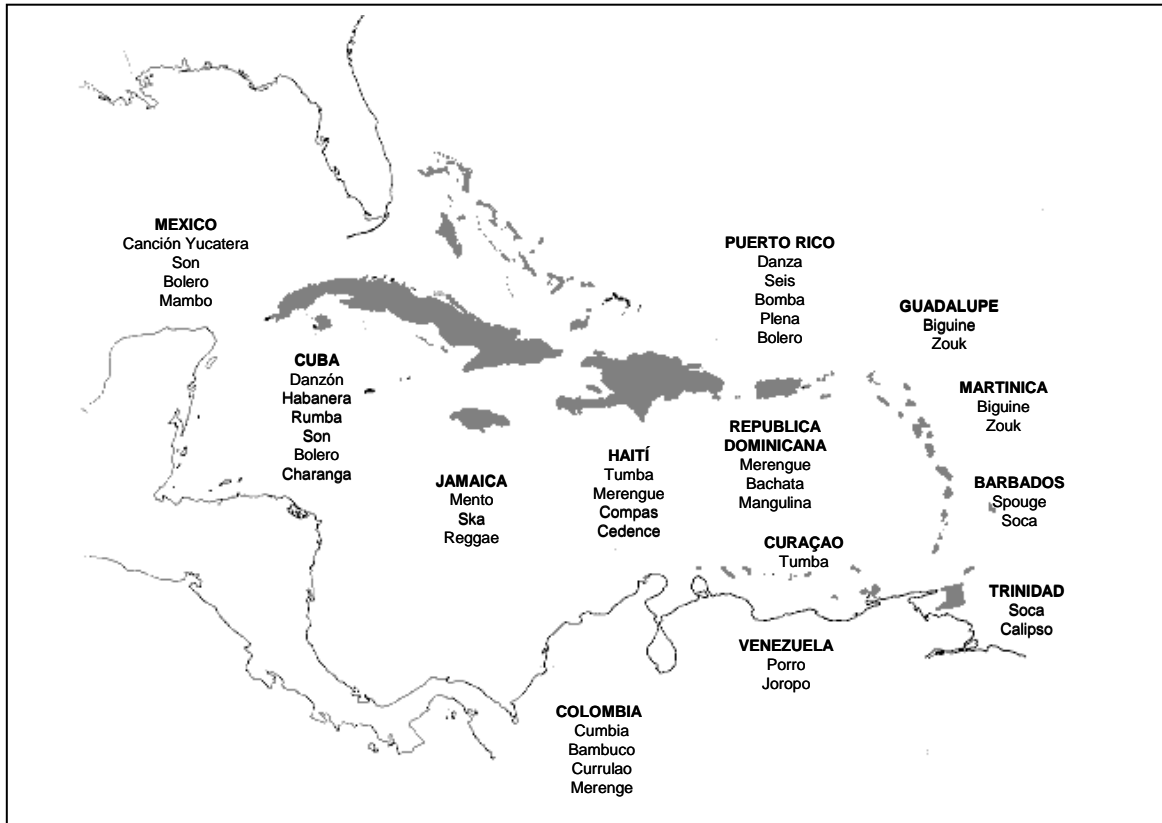 MEXICO
Canción Yucatera
Son
Bolero
Mambo
PUERTO RICO
Danza
Seis
Bomba
Plena
Bolero
GUADALUPE
Biguine
Zouk
CUBA
Danzón
Habanera
Rumba
Son
Bolero
Charanga
MARTINICA
Biguine
Zouk
JAMAICA
Mento
Ska
Reggae
HAITÍ
Tumba
Merengue
Compas
Cedence
REPUBLICA
DOMINICANA
Merengue
Bachata
Mangulina
BARBADOS
Spouge
Soca
CURAÇAO
Tumba
TRINIDAD
Soca
Calipso
VENEZUELA
Porro
Joropo
COLOMBIA
Cumbia
Bambuco
Currulao
Merenge